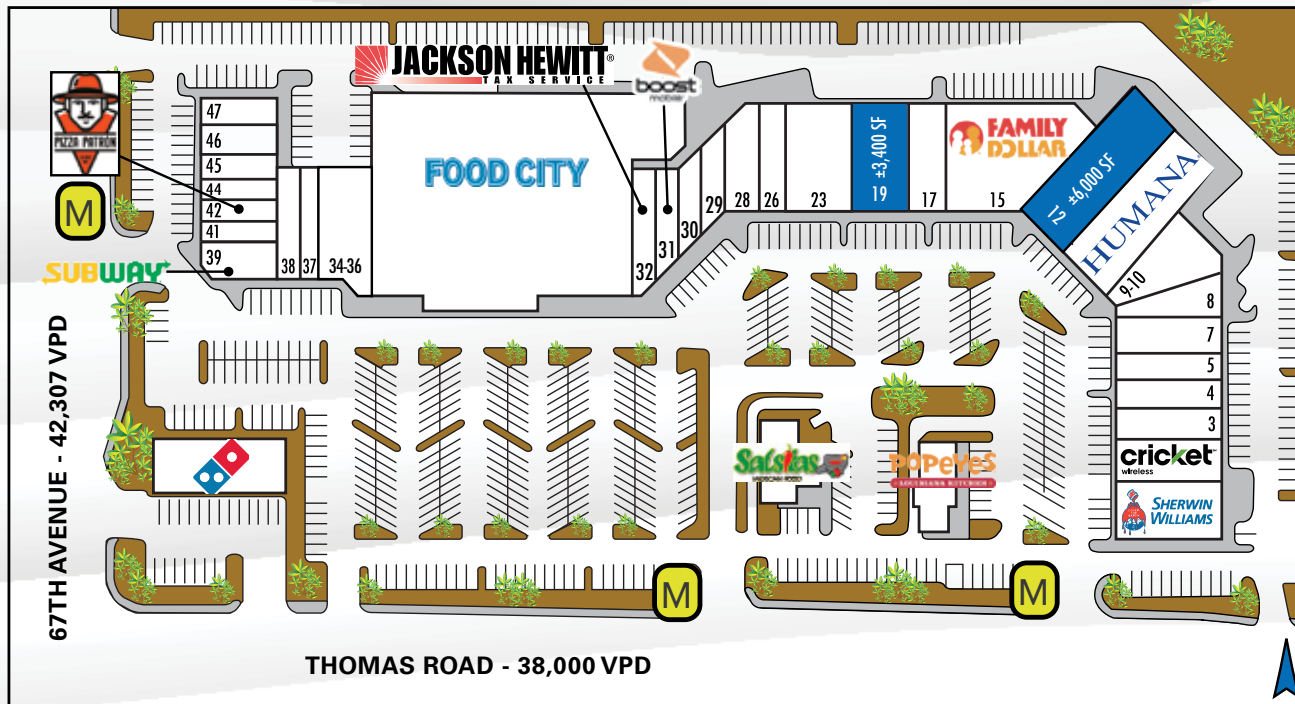 JACKSON HEWITT®
TAX SERVICE
boost
mobile
PIZZA PATRÓN
M
SUBWAY
47
46
45
44
42
41
39
38
37
34-36
FOOD CITY
32
31
30
29
28
26
23
±3,400 SF
19
17
FAMILY
DOLLAR
15
12 ±6,000 SF
HUMANA
9-10
8
7
5
4
3
cricket
wireless
SHERWIN
WILLIAMS
Salsitas
MEXICAN FOOD
POPEYES
LOUISIANA KITCHEN
M
M
67TH AVENUE - 42,307 VPD
THOMAS ROAD - 38,000 VPD